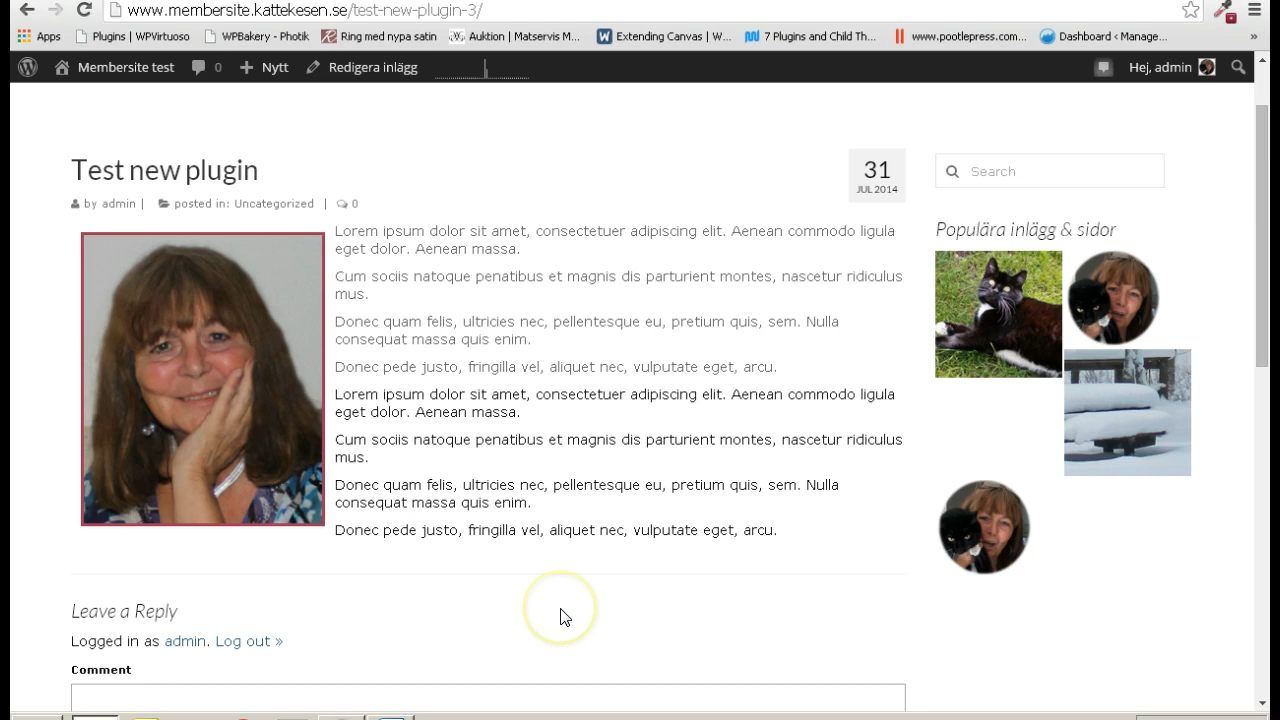 www.membersite.kattekesen.se/test-new-plugin-3/
Apps Plugins | WPVirtuoso WPBakery - Photik Ring med nypa satin Auktion | Matservis M... Extending Canvas | W... 7 Plugins and Child Th... www.pootlepress.com... Dashboard ‹ Manage... »
Membersite test 0 Nytt Redigera inlägg Hej, admin
Test new plugin
31
JUL 2014
by admin | posted in: Uncategorized | 0
Lorem ipsum dolor sit amet, consectetuer adipiscing elit. Aenean commodo ligula
eget dolor. Aenean massa.
Cum sociis natoque penatibus et magnis dis parturient montes, nascetur ridiculus
mus.
Donec quam felis, ultricies nec, pellentesque eu, pretium quis, sem. Nulla
consequat massa quis enim.
Donec pede justo, fringilla vel, aliquet nec, vulputate eget, arcu.
Lorem ipsum dolor sit amet, consectetuer adipiscing elit. Aenean commodo ligula
eget dolor. Aenean massa.
Cum sociis natoque penatibus et magnis dis parturient montes, nascetur ridiculus
mus.
Donec quam felis, ultricies nec, pellentesque eu, pretium quis, sem. Nulla
consequat massa quis enim.
Donec pede justo, fringilla vel, aliquet nec, vulputate eget, arcu.
Search
Populära inlägg & sidor
Leave a Reply
Logged in as admin. Log out »
Comment